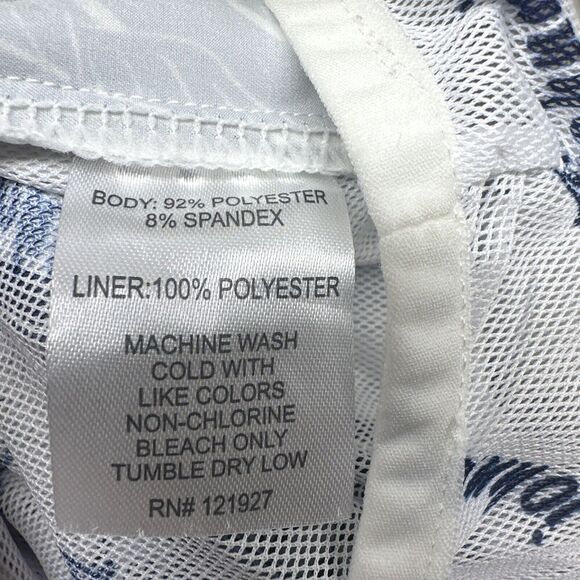 BODY: 92% POLYESTER
8% SPANDEX
LINER:100% POLYESTER
MACHINE WASH
COLD WITH
LIKE COLORS
NON-CHLORINE
BLEACH ONLY
TUMBLE DRY LOW
RN# 121927